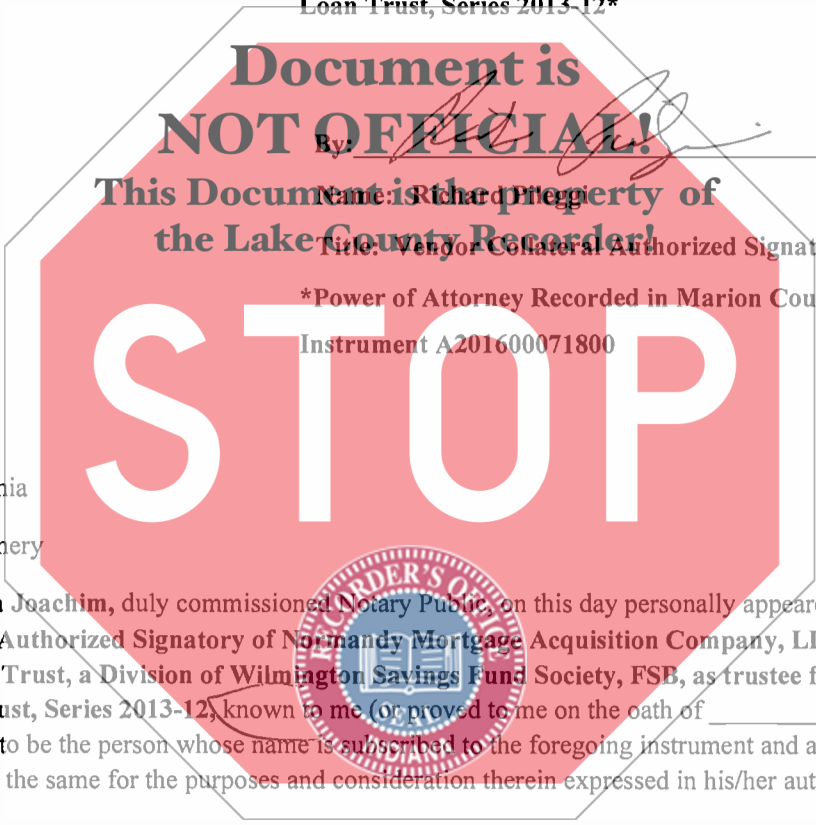 Loan Trust, Series 2013-12*
Document is
NOT OFFICIAL!
By:
This Document is the property of
Name: Richard Pileggi
the Lake County Recorder!
Title: Vendor Collateral Authorized Signat
*Power of Attorney Recorded in Marion Cou
Instrument A201600071800
STOP
nia
nery
RECORDER'S OFFICE
Joachim, duly commissioned Notary Public, on this day personally appear
Authorized Signatory of Normandy Mortgage Acquisition Company, LL
Trust, a Division of Wilmington Savings Fund Society, FSB, as trustee f
ust, Series 2013-12, known to me (or proved to me on the oath of
to be the person whose name is subscribed to the foregoing instrument and a
the same for the purposes and consideration therein expressed in his/her aut
SEAL
INDIANA